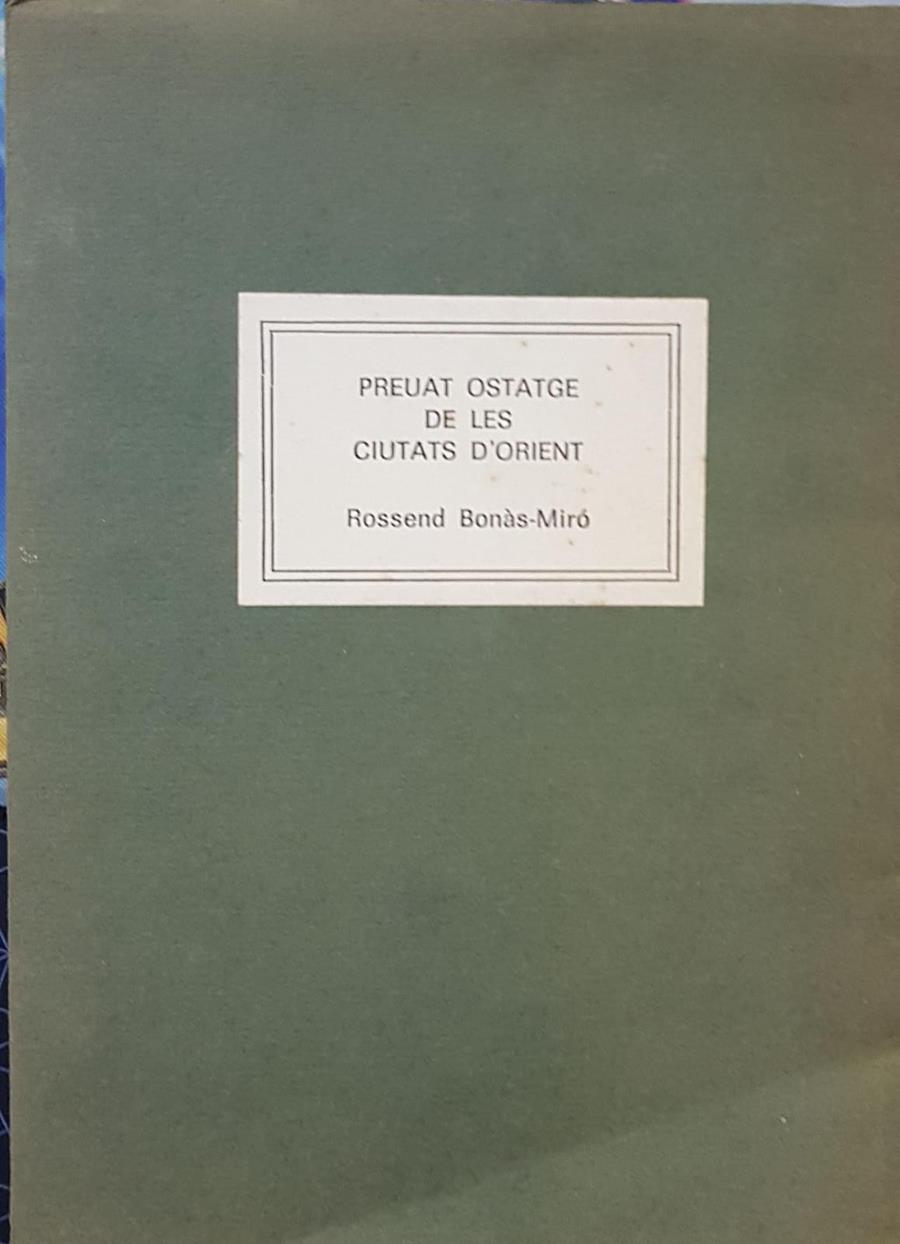 PREUAT OSTATGE
DE LES
CIUTATS D'ORIENT
Rossend Bonàs-Miró